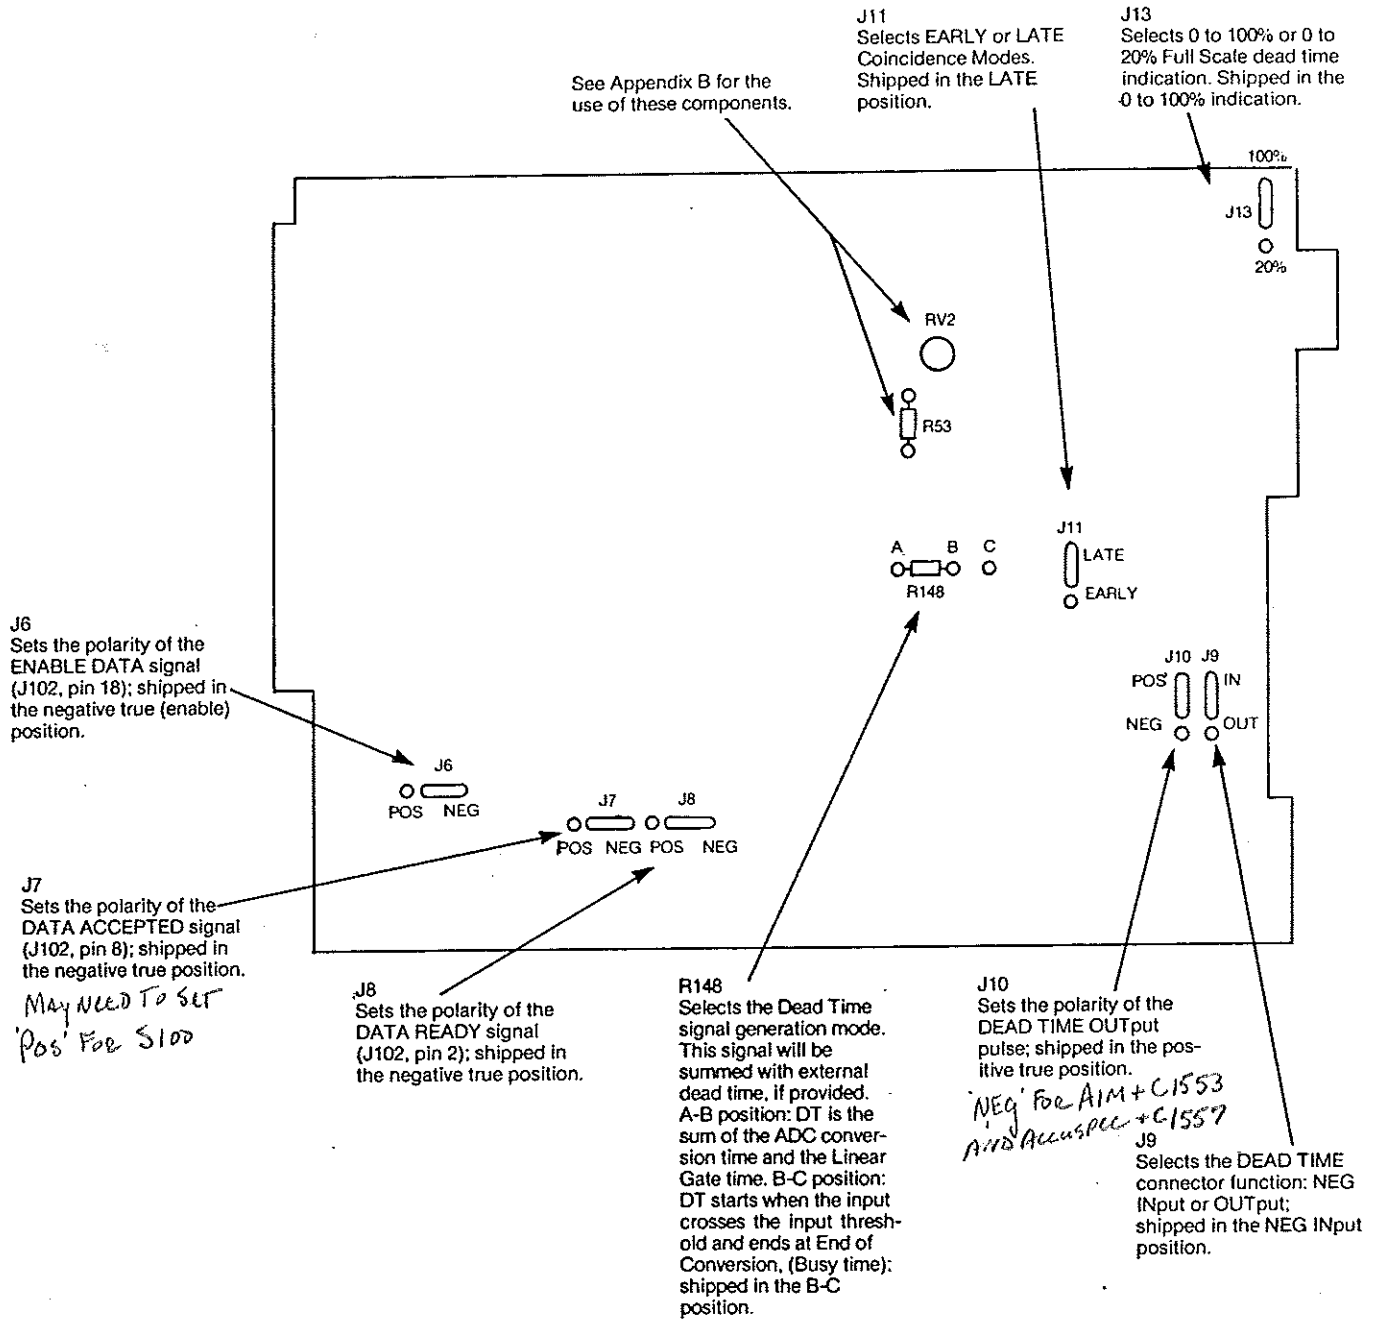 J11
Selects EARLY or LATE
Coincidence Modes.
Shipped in the LATE
position.
J13
Selects 0 to 100% or 0 to
20% Full Scale dead time
indication. Shipped in the
0 to 100% indication.
See Appendix B for the
use of these components.
100%
J13
20%
RV2
R53
J11
LATE
EARLY
A B C
R148
J6
Sets the polarity of the
ENABLE DATA signal
(J102, pin 18); shipped in
the negative true (enable)
position.
J10 J9
POS IN
NEG OUT
J6
POS NEG
J7 J8
POS NEG POS NEG
J7
Sets the polarity of the
DATA ACCEPTED signal
(J102, pin 8); shipped in
the negative true position.
MAY NEED TO SET
'POS' FOR S100
J8
Sets the polarity of the
DATA READY signal
(J102, pin 2); shipped in
the negative true position.
R148
Selects the Dead Time
signal generation mode.
This signal will be
summed with external
dead time, if provided.
A-B position: DT is the
sum of the ADC conver-
sion time and the Linear
Gate time. B-C position:
DT starts when the input
crosses the input thresh-
old and ends at End of
Conversion, (Busy time);
shipped in the B-C
position.
J10
Sets the polarity of the
DEAD TIME OUTput
pulse; shipped in the pos-
itive true position.
'NEG' FOR AIM + C1553
AND ACCUSPEC + C1557
J9
Selects the DEAD TIME
connector function: NEG
INput or OUTput;
shipped in the NEG INput
position.